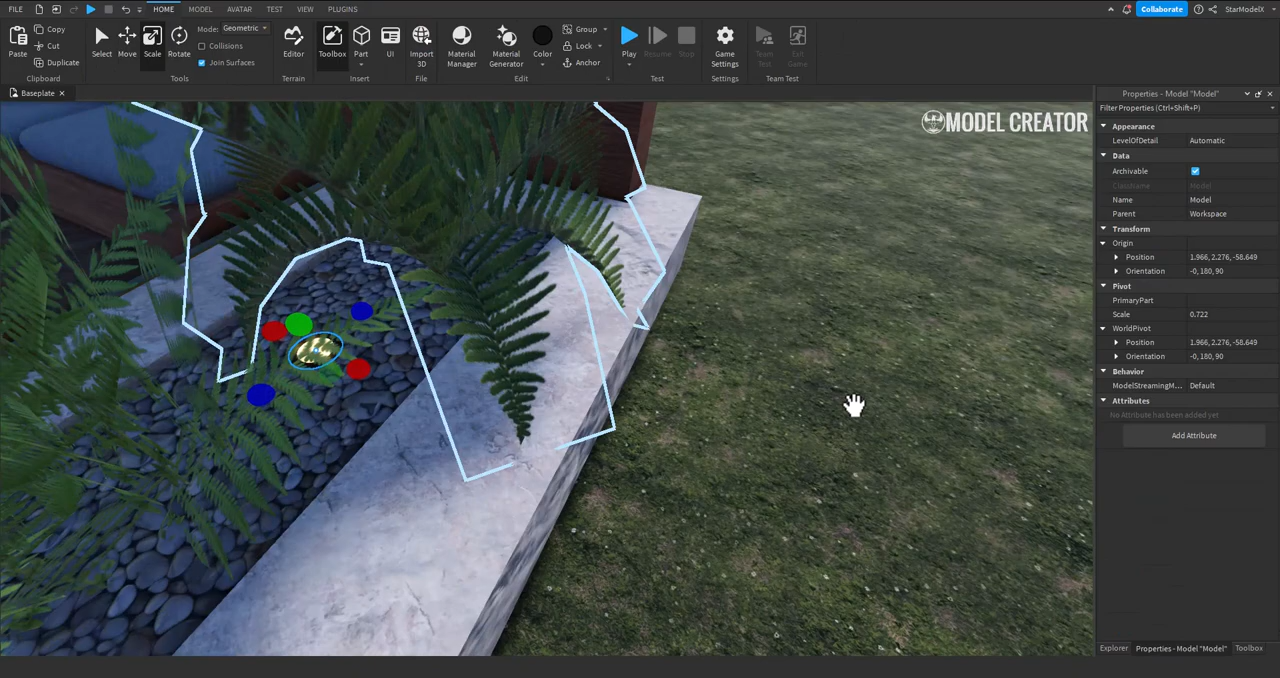 FILE
HOME MODEL AVATAR TEST VIEW PLUGINS
Collaborate
StarModelX
Paste
Copy
Cut
Duplicate
Clipboard
Select
Move
Scale
Rotate
Mode: Geometric
Collisions
Join Surfaces
Tools
Editor
Terrain
Toolbox
Part
UI
Insert
Import
3D
File
Material
Manager
Material
Generator
Color
Group
Lock
Anchor
Edit
Play
Resume
Stop
Test
Game
Settings
Settings
Team
Test
Exit
Game
Team Test
Baseplate
MODEL CREATOR
Properties - Model "Model"
Filter Properties (Ctrl+Shift+P)
Appearance
LevelOfDetail Automatic
Data
Archivable
ClassName Model
Name Model
Parent Workspace
Transform
Origin
Position 1.966, 2.276, -58.649
Orientation -0, 180, 90
Pivot
PrimaryPart
Scale 0.722
WorldPivot
Position 1.966, 2.276, -58.649
Orientation -0, 180, 90
Behavior
ModelStreamingM... Default
Attributes
No Attribute has been added yet
Add Attribute
Explorer Properties - Model "Model" Toolbox